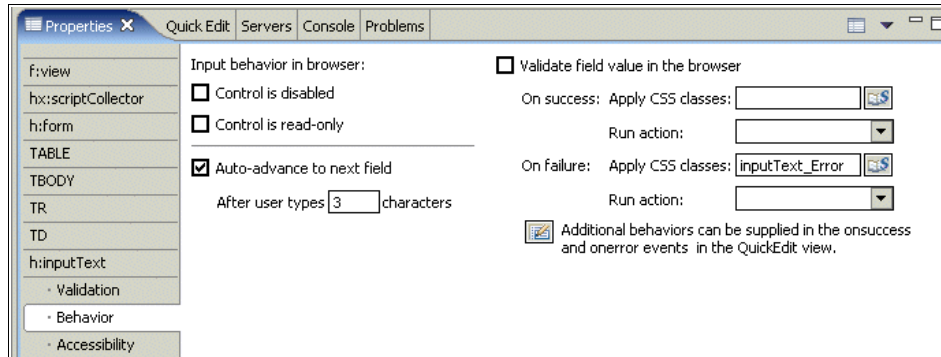 Properties Quick Edit Servers Console Problems
f:view
hx:scriptCollector
h:form
TABLE
TBODY
TR
TD
h:inputText
Validation
Behavior
Accessibility
Input behavior in browser:
Control is disabled
Control is read-only
Auto-advance to next field
After user types 3 characters
Validate field value in the browser
On success: Apply CSS classes:
Run action:
On failure: Apply CSS classes: inputText_Error
Run action:
Additional behaviors can be supplied in the onsuccess
and onerror events in the QuickEdit view.